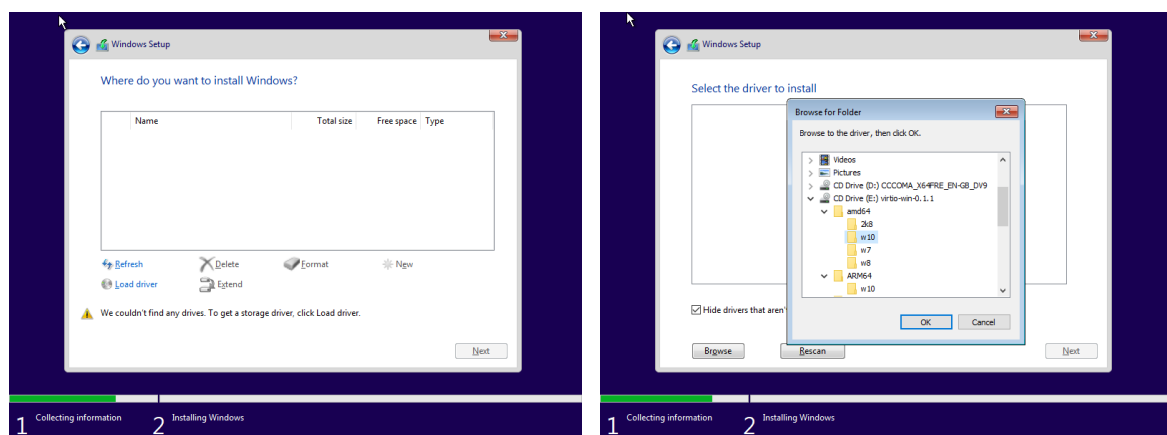 Windows Setup
Where do you want to install Windows?
Name Total size Free space Type
Refresh Delete Format New
Load driver Extend
We couldn't find any drives. To get a storage driver, click Load driver.
Next
1 Collecting information 2 Installing Windows
Windows Setup
Select the driver to install
Browse for Folder
Browse to the driver, then click OK.
Videos
Pictures
CD Drive (D:) CCCOMA_X64FRE_EN-GB_DV9
CD Drive (E:) virtio-win-0.1.1
amd64
2k8
w10
w7
w8
ARM64
w10
Hide drivers that aren't
OK Cancel
Browse Rescan Next
1 Collecting information 2 Installing Windows